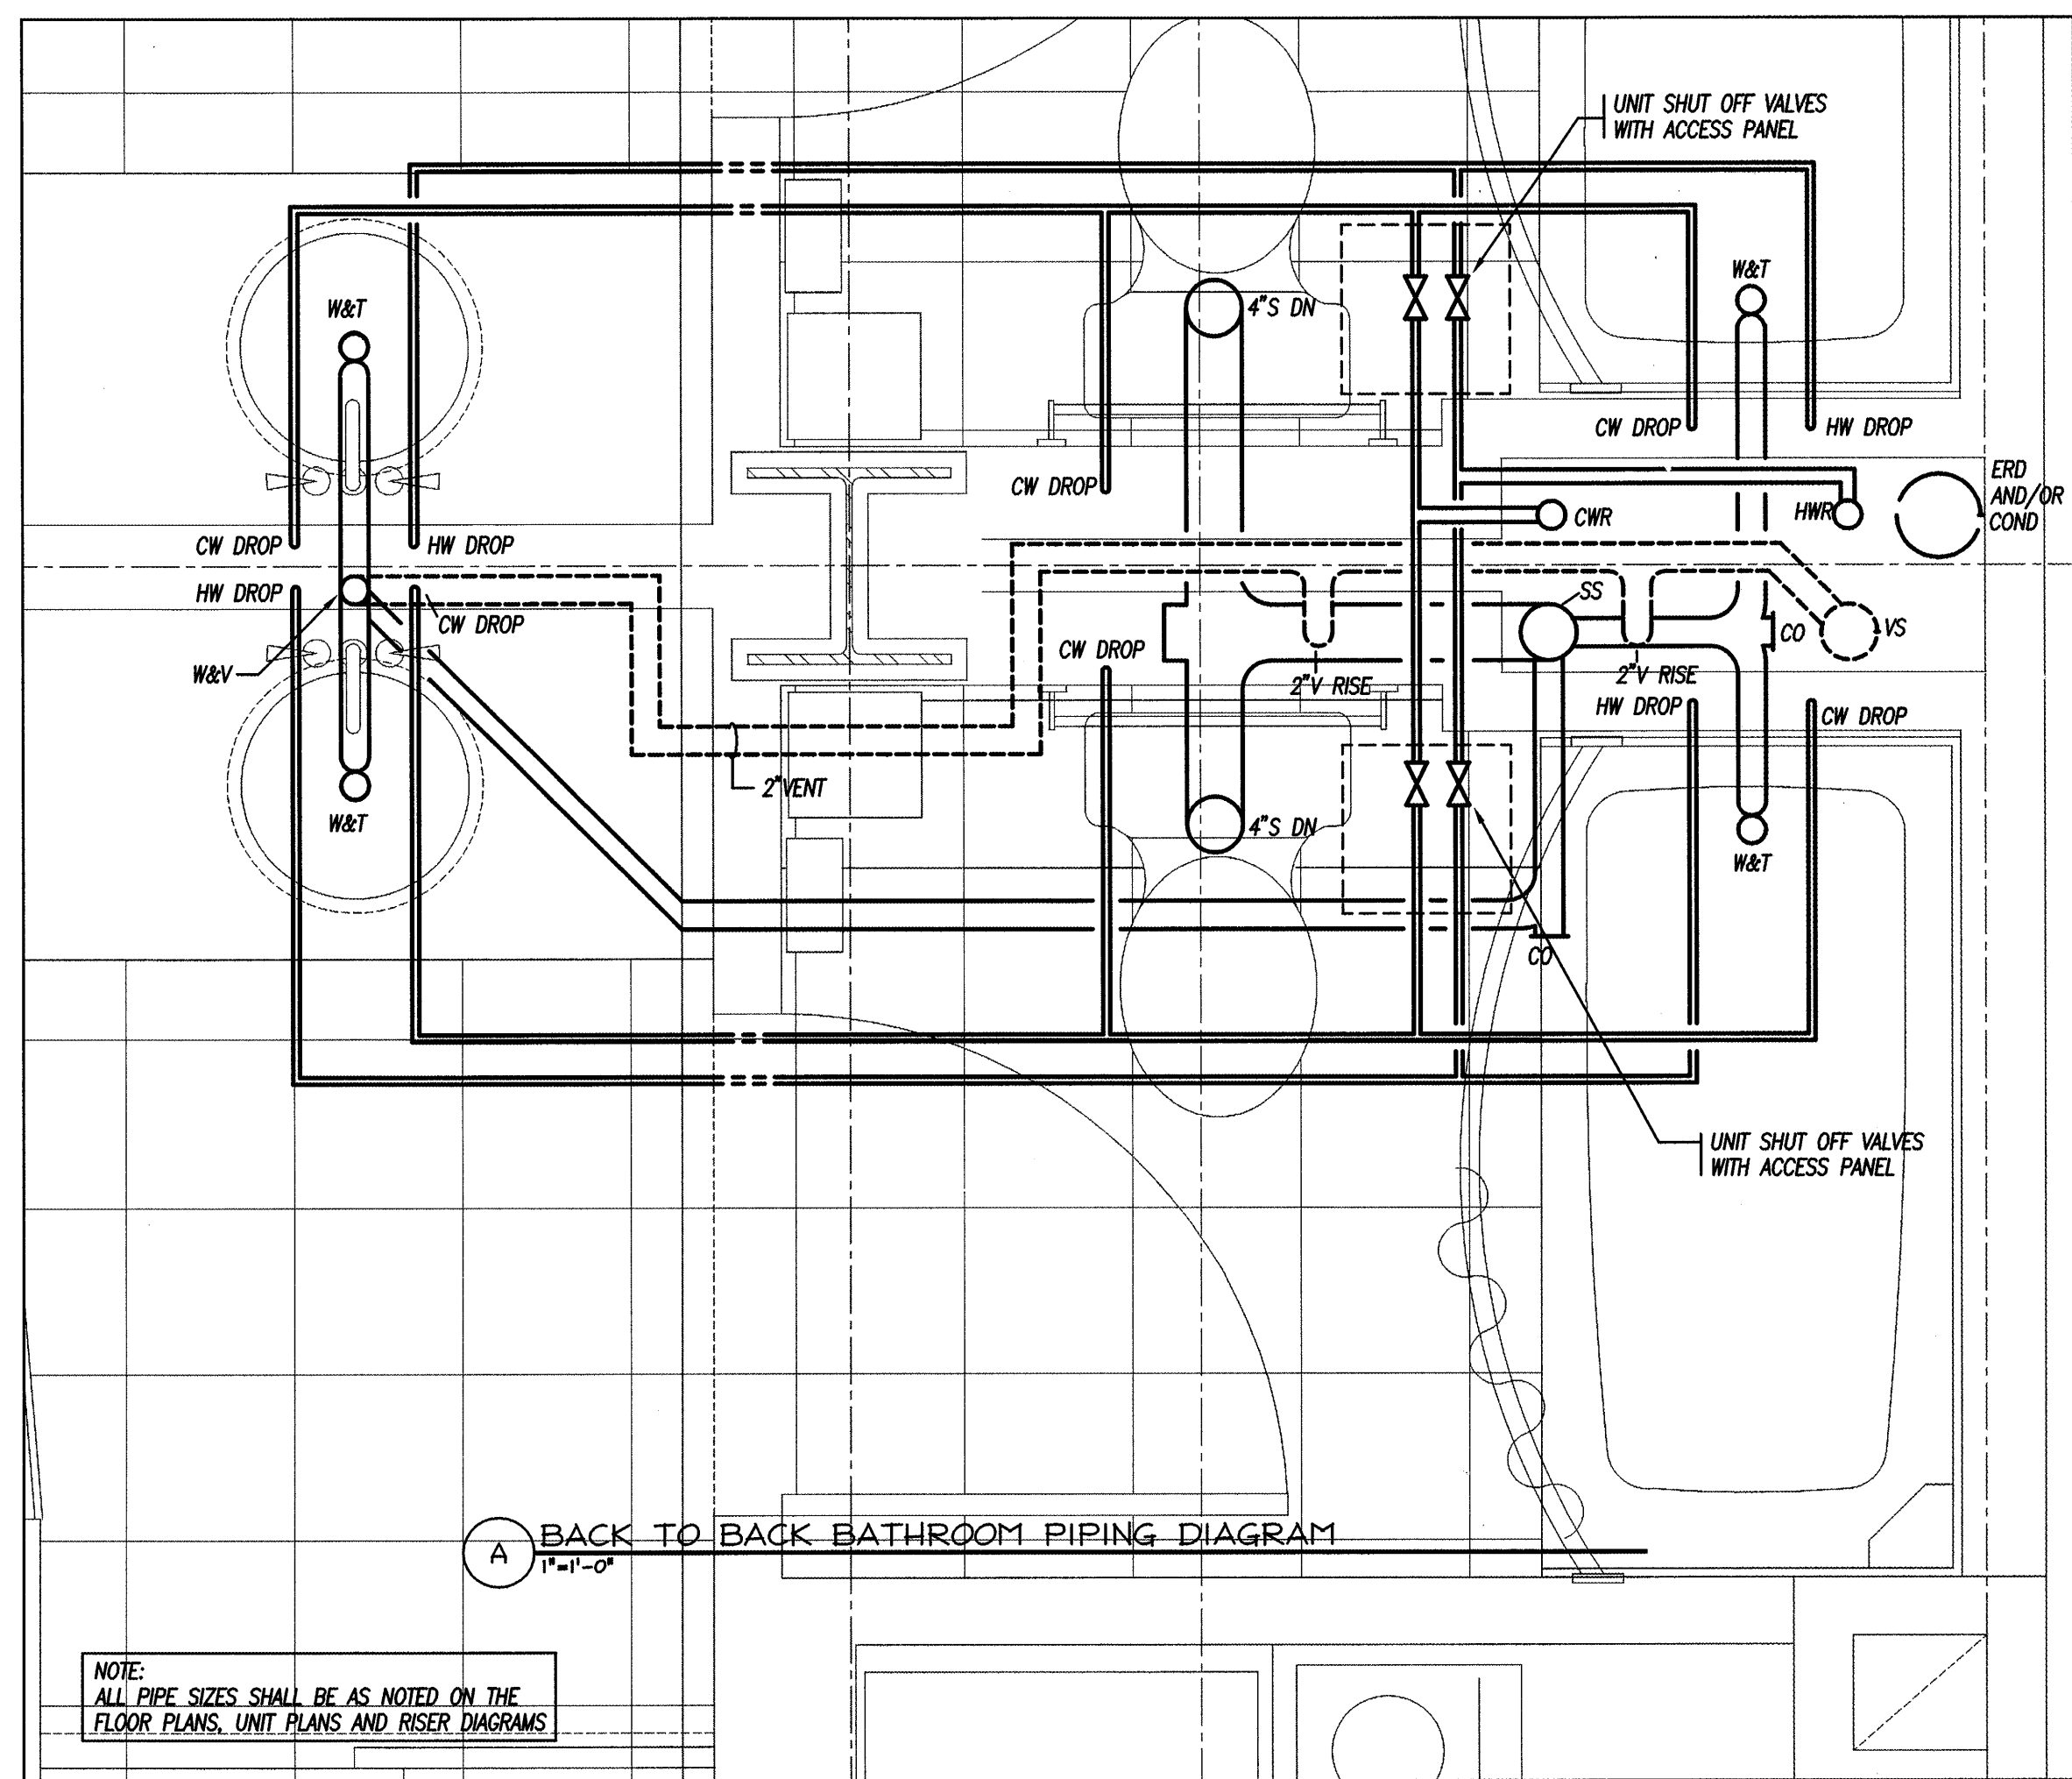 UNIT SHUT OFF VALVES
WITH ACCESS PANEL
W&T
W&T
4"S DN
CW DROP
HW DROP
CW DROP
ERD
AND/OR
COND
CWR
HWR
CW DROP
HW DROP
HW DROP
CW DROP
W&V
SS
CO
VS
CW DROP
2"V RISE
2"V RISE
HW DROP
CW DROP
2"VENT
W&T
4"S DN
W&T
CO
UNIT SHUT OFF VALVES
WITH ACCESS PANEL
A
BACK TO BACK BATHROOM PIPING DIAGRAM
1"=1'-0"
NOTE:
ALL PIPE SIZES SHALL BE AS NOTED ON THE
FLOOR PLANS, UNIT PLANS AND RISER DIAGRAMS